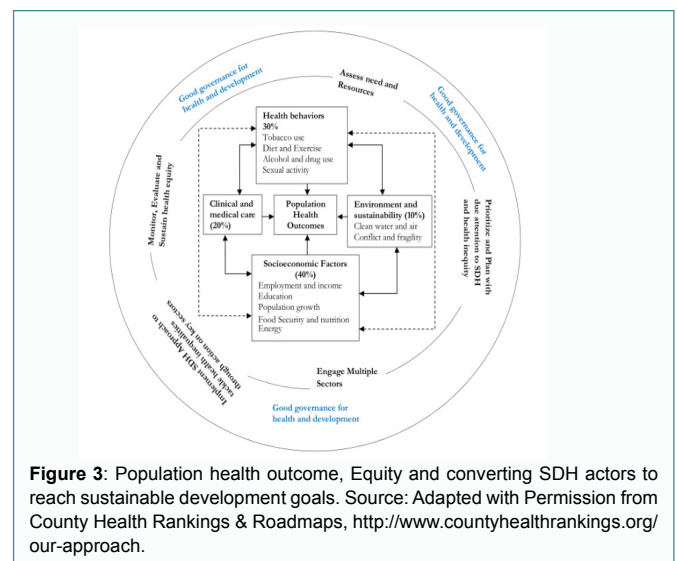 Good governance for
health and development
Assess need and
Resources
Good governance for
health and development
Health behaviors
30%
Tobacco use
Diet and Exercise
Alcohol and drug use
Sexual activity
Monitor, Evaluate and
Sustain health equity
Clinical and
medical care
(20%)
Population
Health
Outcomes
Environment and
sustainability (10%)
Clean water and air
Conflict and fragility
Prioritize and Plan with
due attention to SDH
and health inequity
Socioeconomic Factors
(40%)
Employment and income
Education
Population growth
Food Security and nutrition
Energy
Implement SDH Approach to
tackle health inequalities
through action on key sectors
Engage Multiple
Sectors
Good governance for
health and development
Figure 3: Population health outcome, Equity and converting SDH actors to
reach sustainable development goals. Source: Adapted with Permission from
County Health Rankings & Roadmaps, http://www.countyhealthrankings.org/
our-approach.